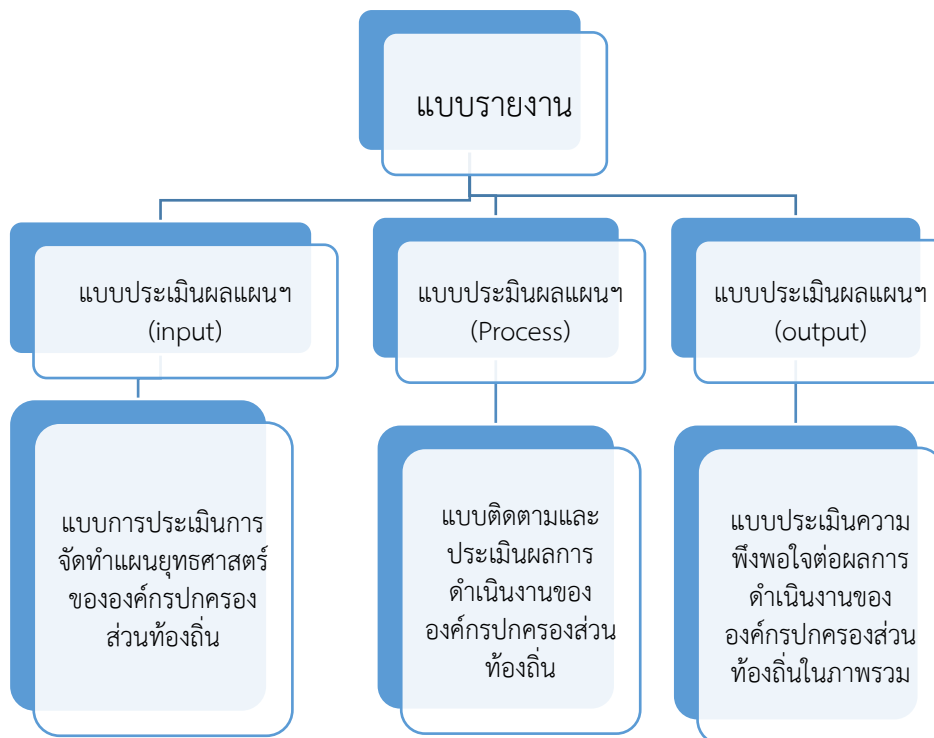 แบบรายงาน
แบบประเมินผลแผนฯ
(input)
แบบประมินผลแผนฯ
(Process)
แบบประเมินผลแผนฯ
(output)
แบบการประเมินการ
จัดทำแผนยุทธศาสตร์
ขององค์กรปกครอง
ส่วนท้องถิ่น
แบบติดตามและ
ประเมินผลการ
ดำเนินงานของ
องค์กรปกครองส่วน
ท้องถิ่น
แบบประเมินความ
พึงพอใจต่อผลการ
ดำเนินงานของ
องค์กรปกครองส่วน
ท้องถิ่นในภาพรวม